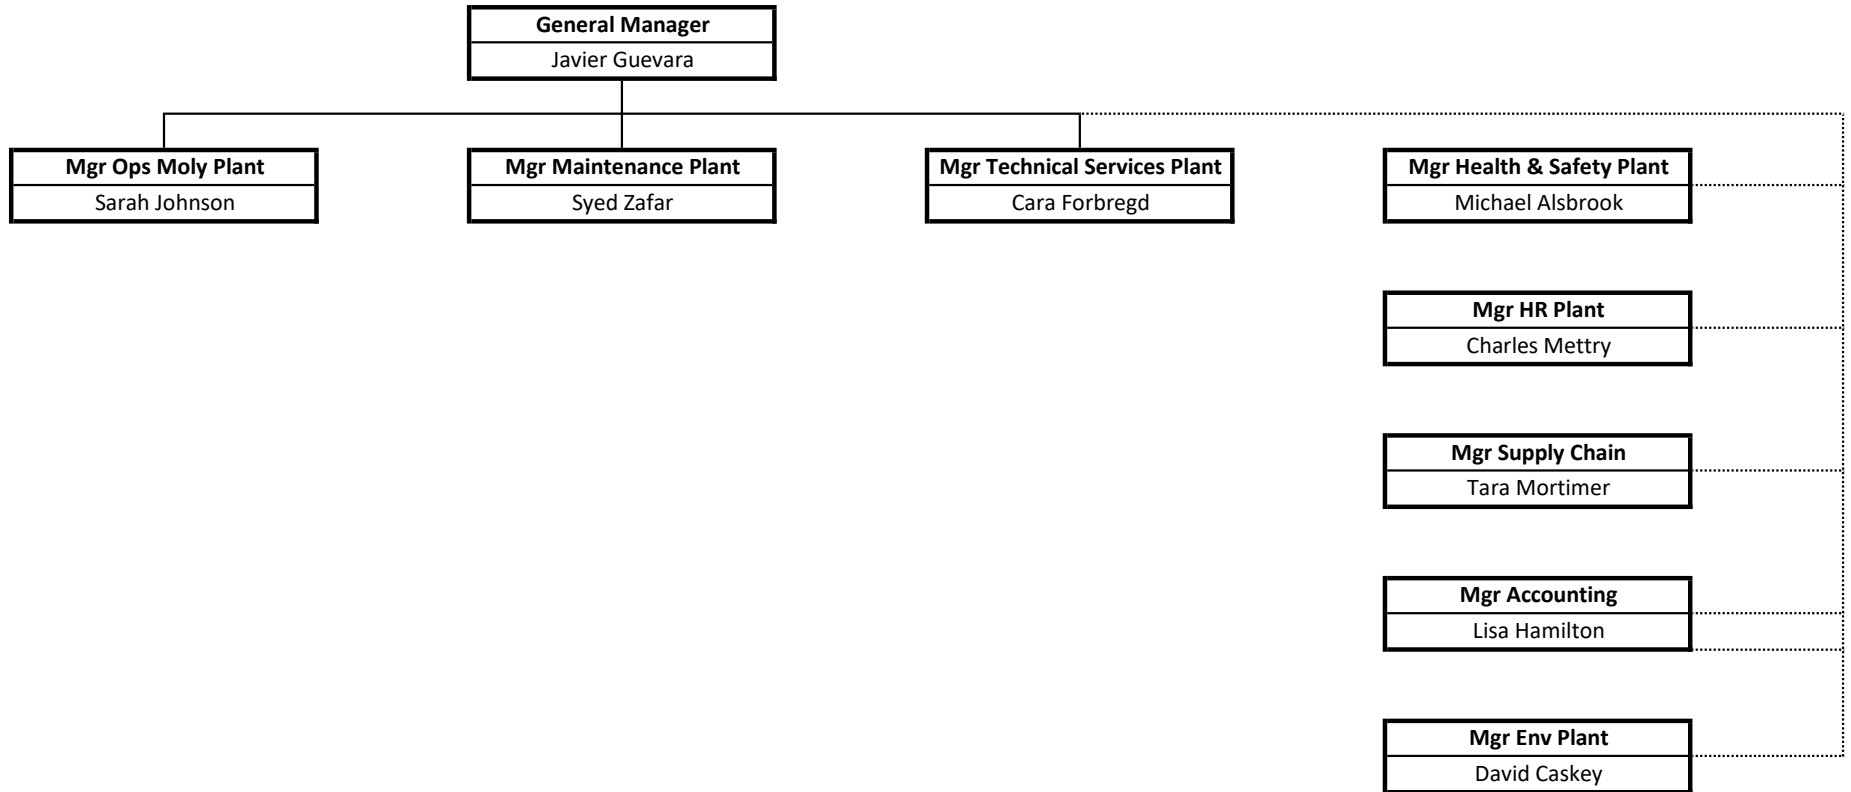 General Manager
Javier Guevara
Mgr Ops Moly Plant
Sarah Johnson
Mgr Maintenance Plant
Syed Zafar
Mgr Technical Services Plant
Cara Forbregd
Mgr Health & Safety Plant
Michael Alsbrook
Mgr HR Plant
Charles Mettry
Mgr Supply Chain
Tara Mortimer
Mgr Accounting
Lisa Hamilton
Mgr Env Plant
David Caskey